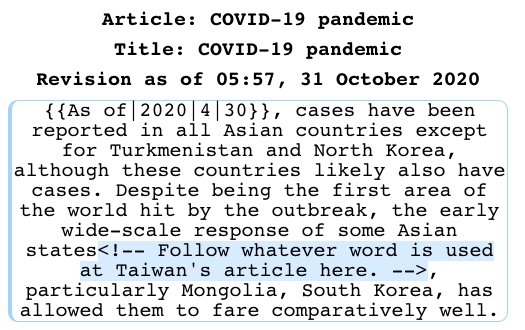 Article: COVID-19 pandemic
Title: COVID-19 pandemic
Revision as of 05:57, 31 October 2020
{{As of|2020|4|30}}, cases have been
reported in all Asian countries except
for Turkmenistan and North Korea,
although these countries likely also have
cases. Despite being the first area of
the world hit by the outbreak, the early
wide-scale response of some Asian
states<!-- Follow whatever word is used
at Taiwan's article here. -->,
particularly Mongolia, South Korea, has
allowed them to fare comparatively well.